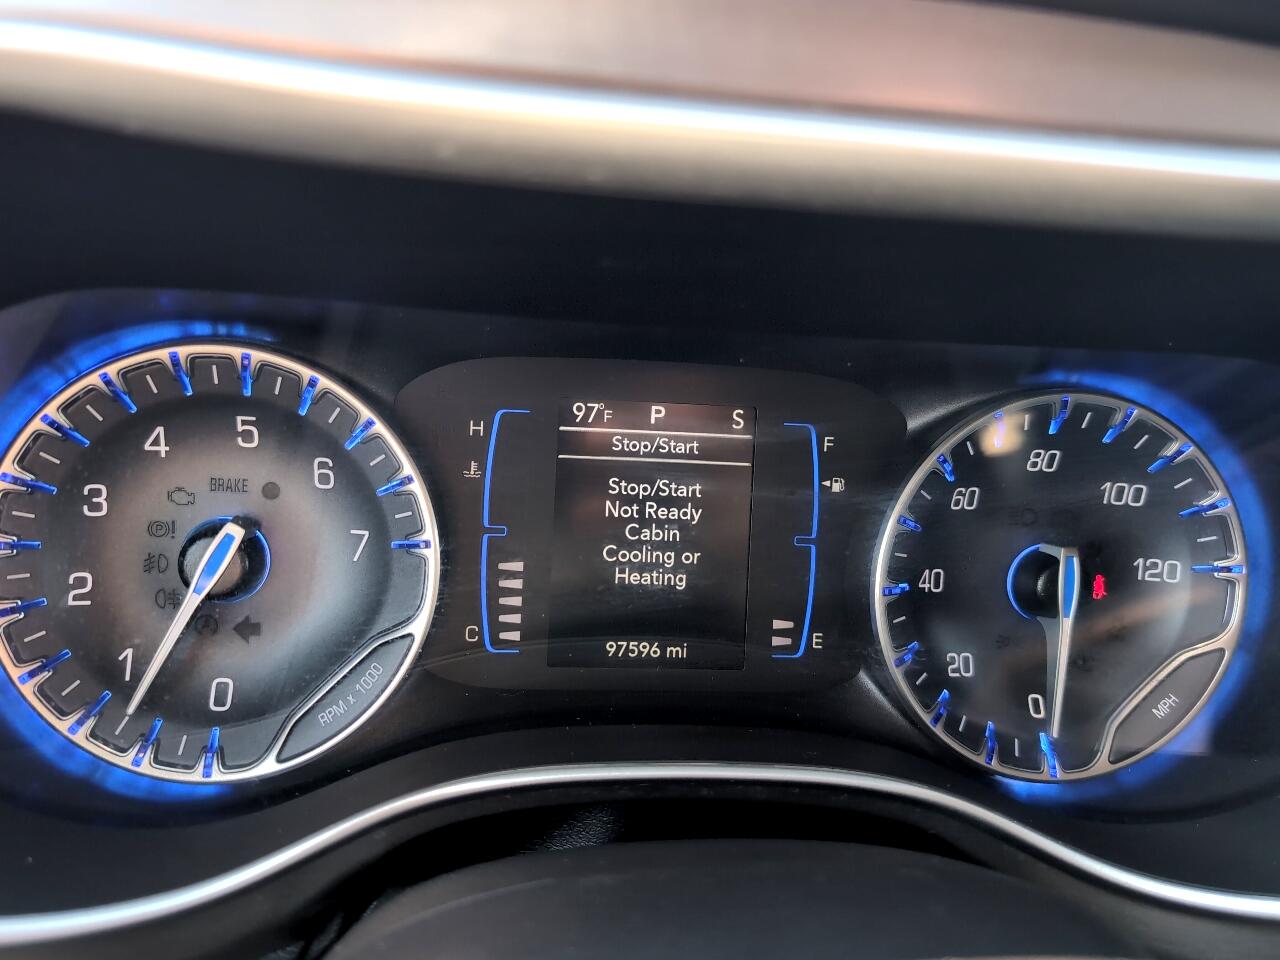 97°F P S
Stop/Start
Stop/Start
Not Ready
Cabin
Cooling or
Heating
97596 mi
H
C
F
E
BRAKE
0
1
2
3
4
5
6
7
RPM x 1000
0
20
40
60
80
100
120
MPH